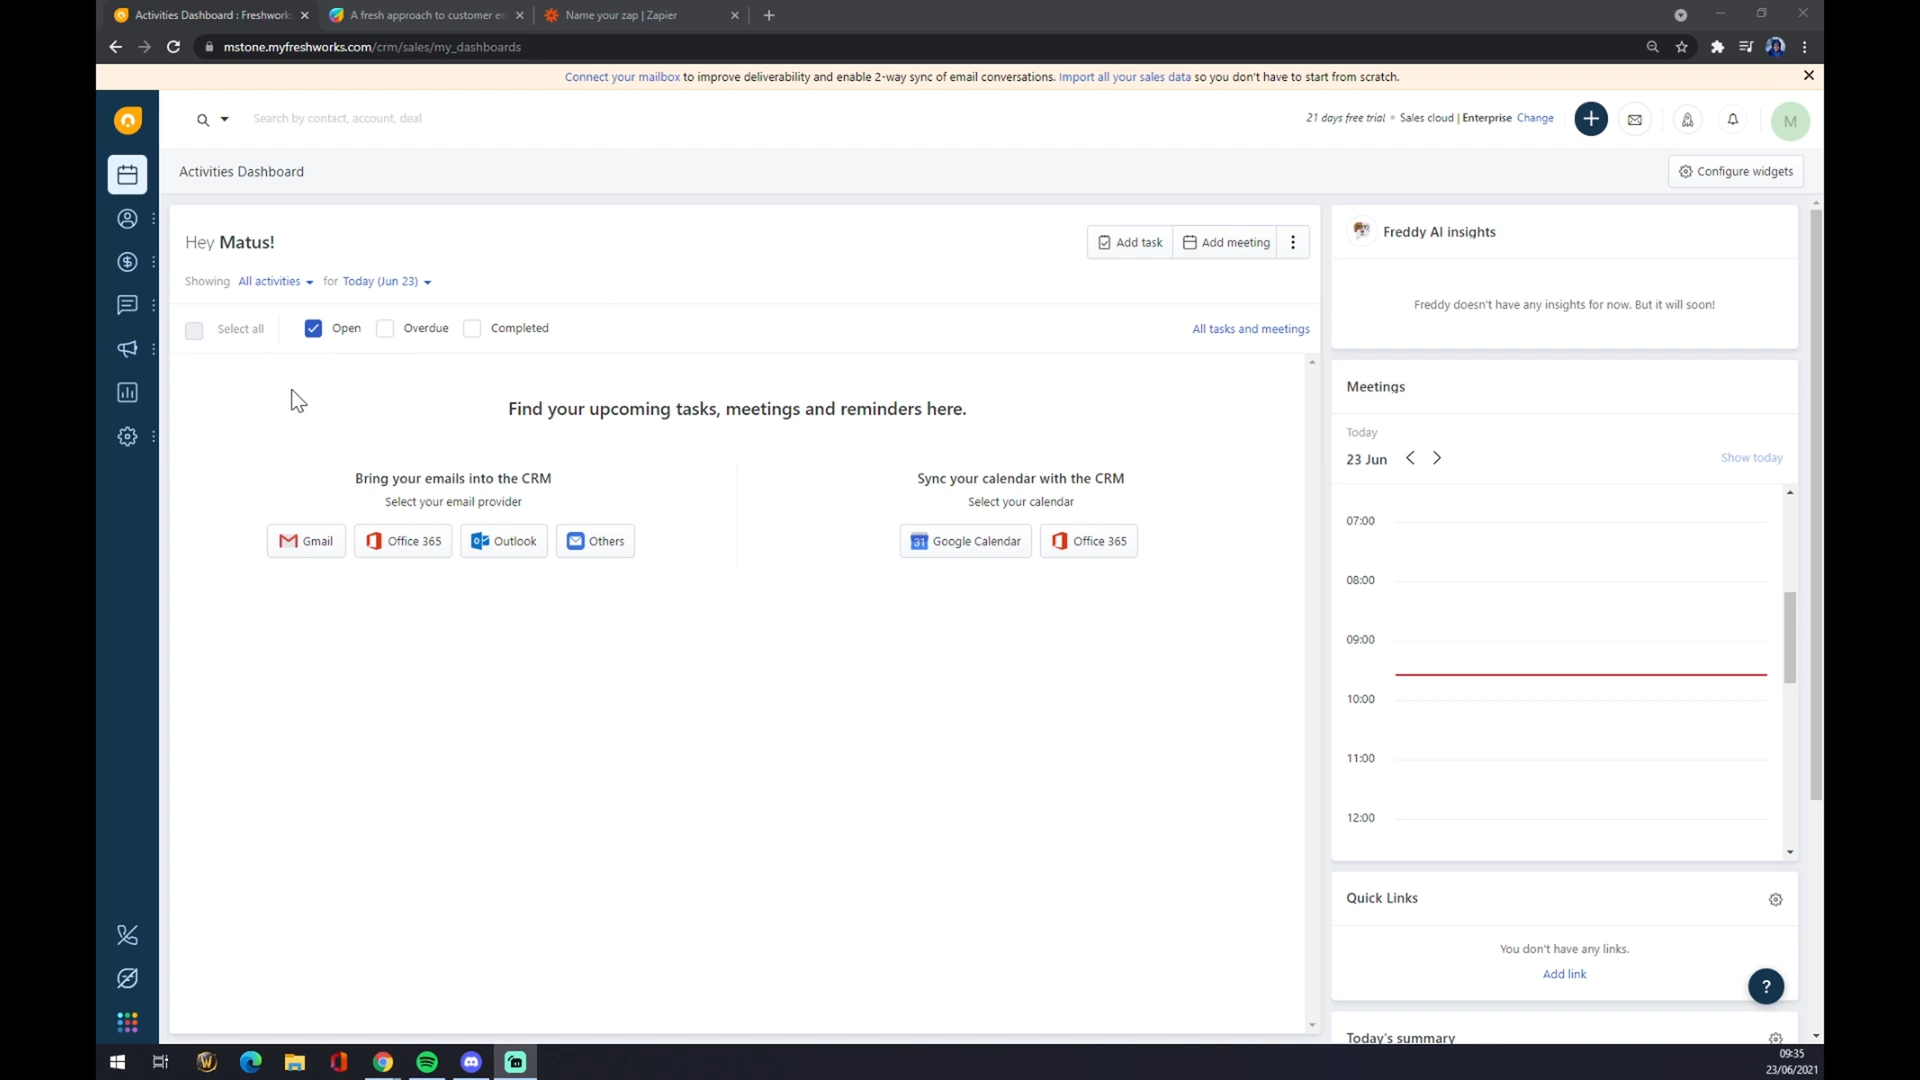 Activities Dashboard : Freshwork
A fresh approach to customer en
Name your zap | Zapier
mstone.myfreshworks.com/crm/sales/my_dashboards
Connect your mailbox to improve deliverability and enable 2-way sync of email conversations. Import all your sales data so you don't have to start from scratch.
Search by contact, account, deal
21 days free trial • Sales cloud | Enterprise Change
M
Activities Dashboard
Configure widgets
Hey Matus!
Add task
Add meeting
Showing All activities for Today (Jun 23)
Select all
Open
Overdue
Completed
All tasks and meetings
Find your upcoming tasks, meetings and reminders here.
Bring your emails into the CRM
Select your email provider
Gmail
Office 365
Outlook
Others
Sync your calendar with the CRM
Select your calendar
31
Google Calendar
Office 365
Freddy AI insights
Freddy doesn't have any insights for now. But it will soon!
Meetings
Today
23 Jun
Show today
07:00
08:00
09:00
10:00
11:00
12:00
Quick Links
You don't have any links.
Add link
?
Today's summary
W
09:35
23/06/2021